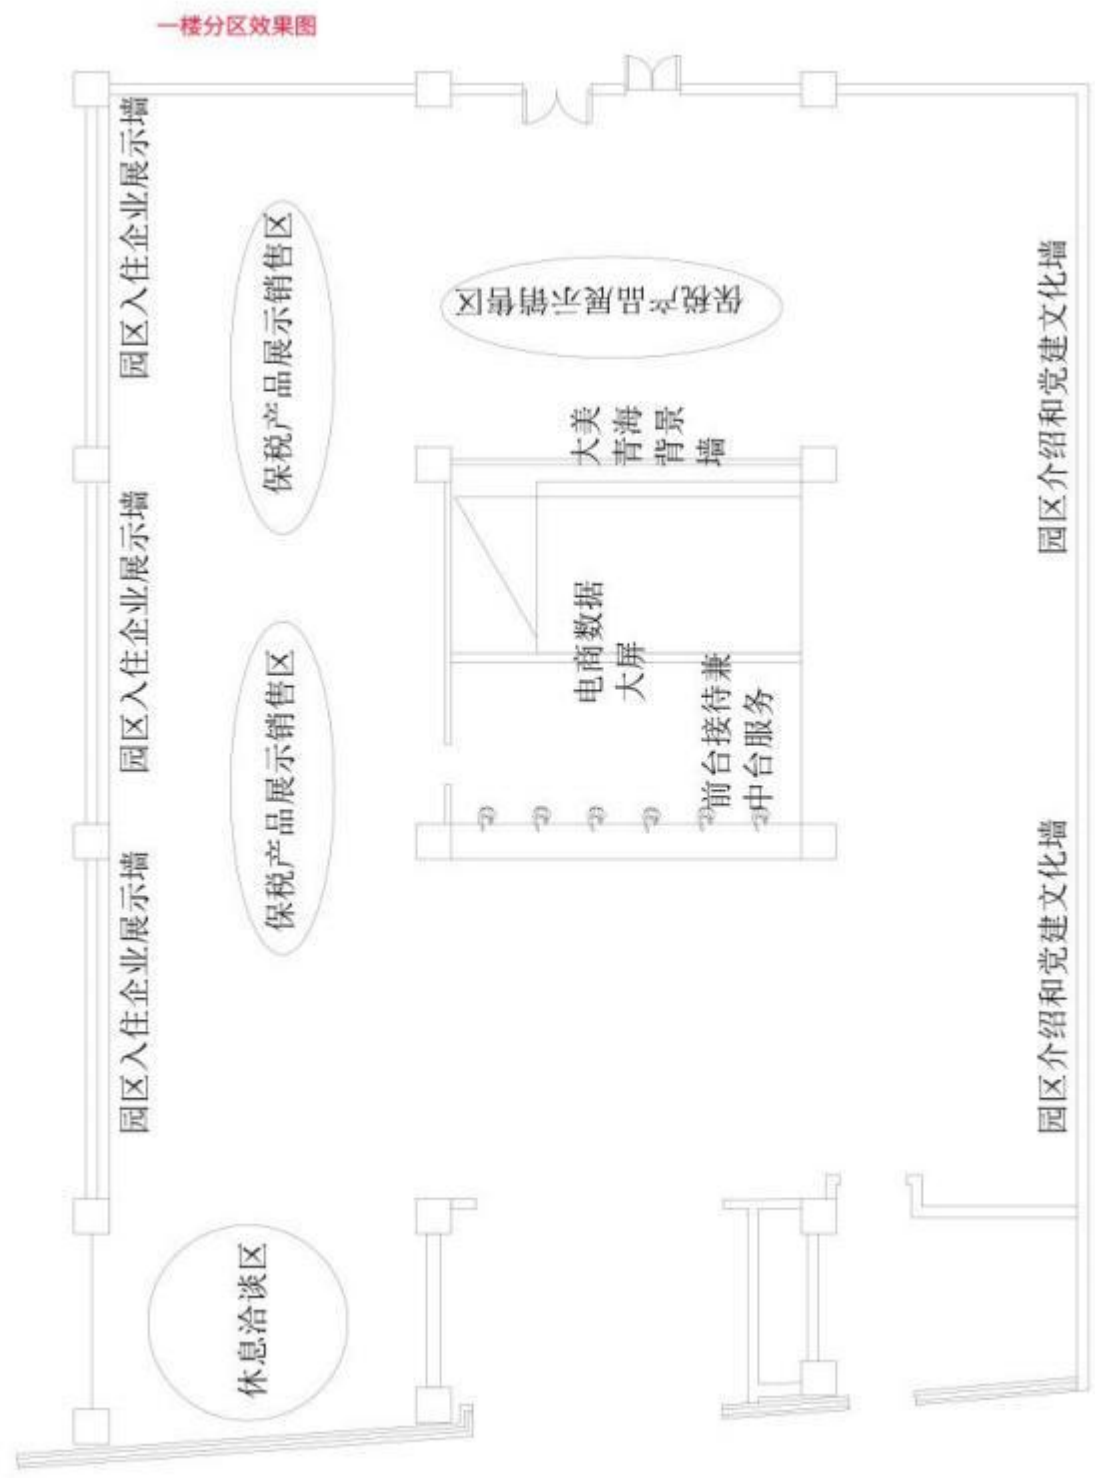 一楼分区效果图
园区入住企业展示墙
园区入住企业展示墙
园区入住企业展示墙
保税产品展示销售区
保税产品展示销售区
保税产品展示销售区
大美
青海
背景
墙
电商数据
大屏
前台接待兼
中台服务
园区介绍和党建文化墙
园区介绍和党建文化墙
休息洽谈区